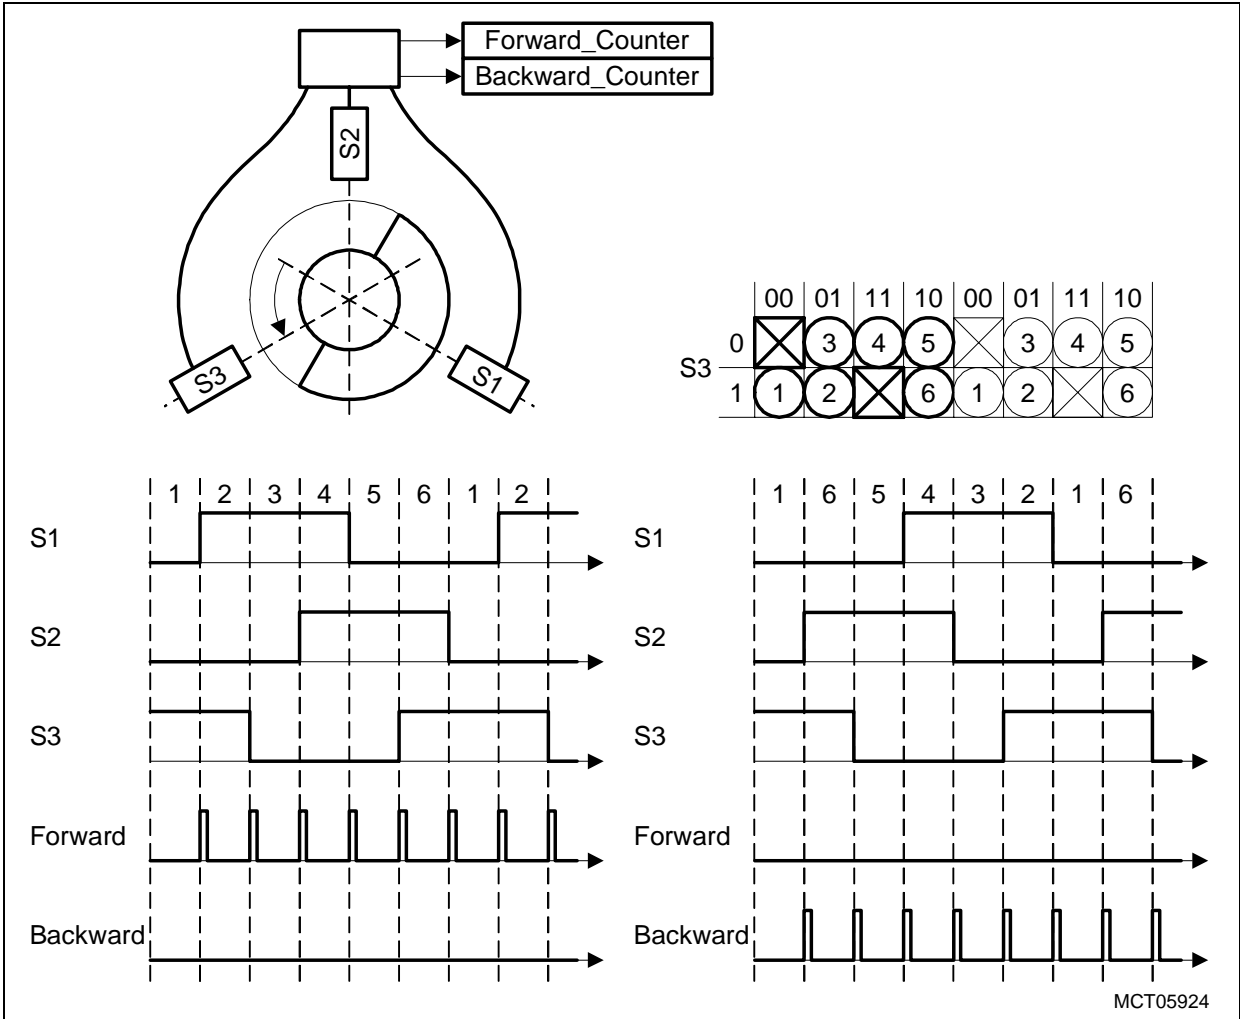 Forward_Counter
Backward_Counter
S2
S3
S1
00 01 11 10 00 01 11 10
0 3 4 5 3 4 5
S3
1 1 2 6 1 2 6
1 2 3 4 5 6 1 2
S1
S2
S3
Forward
Backward
1 6 5 4 3 2 1 6
S1
S2
S3
Forward
Backward
MCT05924